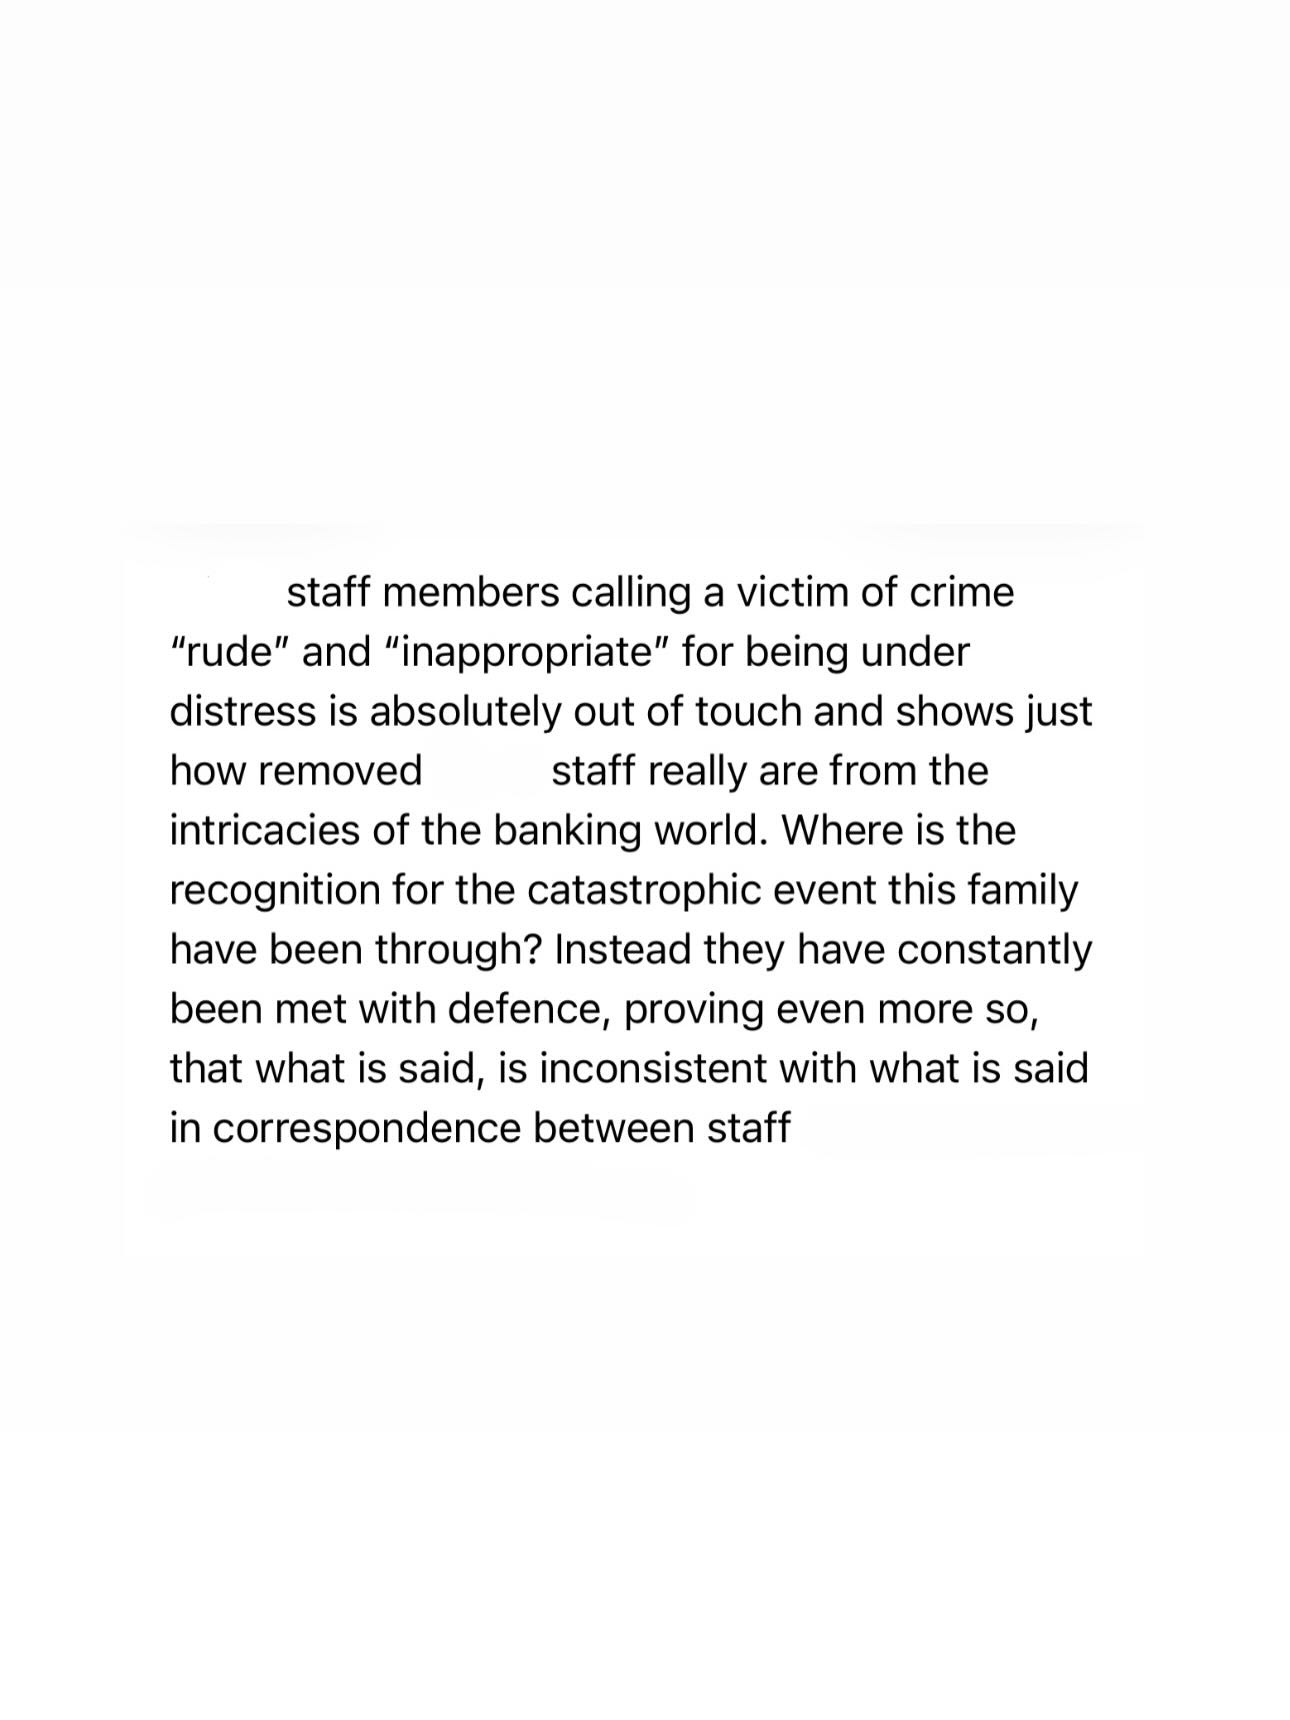 staff members calling a victim of crime
“rude” and “inappropriate” for being under
distress is absolutely out of touch and shows just
how removed staff really are from the
intricacies of the banking world. Where is the
recognition for the catastrophic event this family
have been through? Instead they have constantly
been met with defence, proving even more so,
that what is said, is inconsistent with what is said
in correspondence between staff